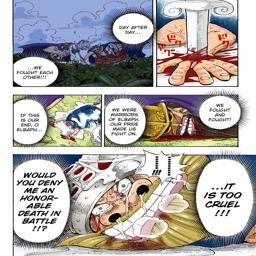 DAY AFTER
DAY...
...WE
FOUGHT EACH
OTHER!!!
IF THIS
IS OUR
END, O
ELBAPH...
WE WERE
WARRIORS
OF ELBAPH.
OUR PRIDE
MADE US
FIGHT ON.
WE
FOUGHT
AND
FOUGHT!
WOULD
YOU DENY
ME AN
HONOR-
ABLE
DEATH IN
BATTLE
!!?
...IT
IS TOO
CRUEL
!!!